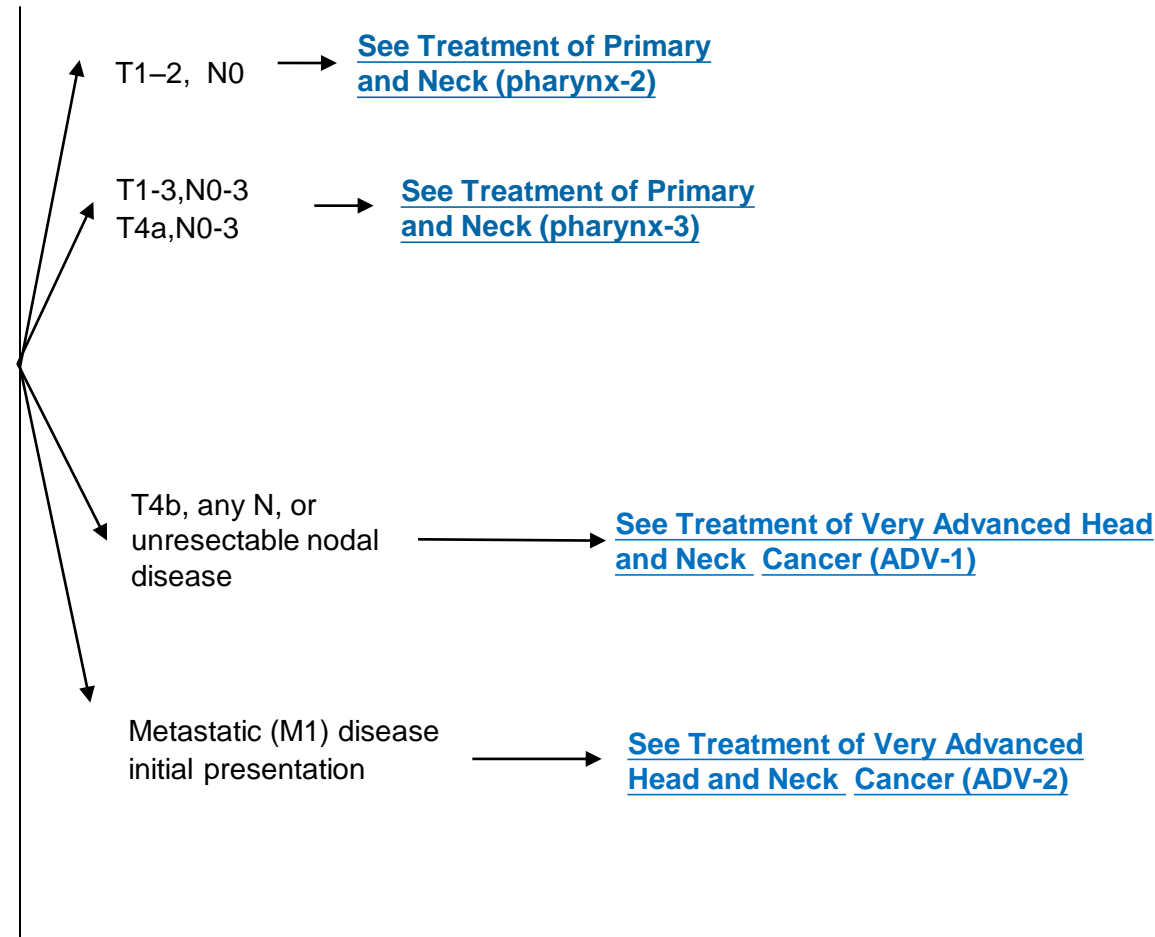 T1–2, N0
See Treatment of Primary
and Neck (pharynx-2)
T1-3,N0-3
T4a,N0-3
See Treatment of Primary
and Neck (pharynx-3)
T4b, any N, or
unresectable nodal
disease
See Treatment of Very Advanced Head
and Neck Cancer (ADV-1)
Metastatic (M1) disease
initial presentation
See Treatment of Very Advanced
Head and Neck Cancer (ADV-2)